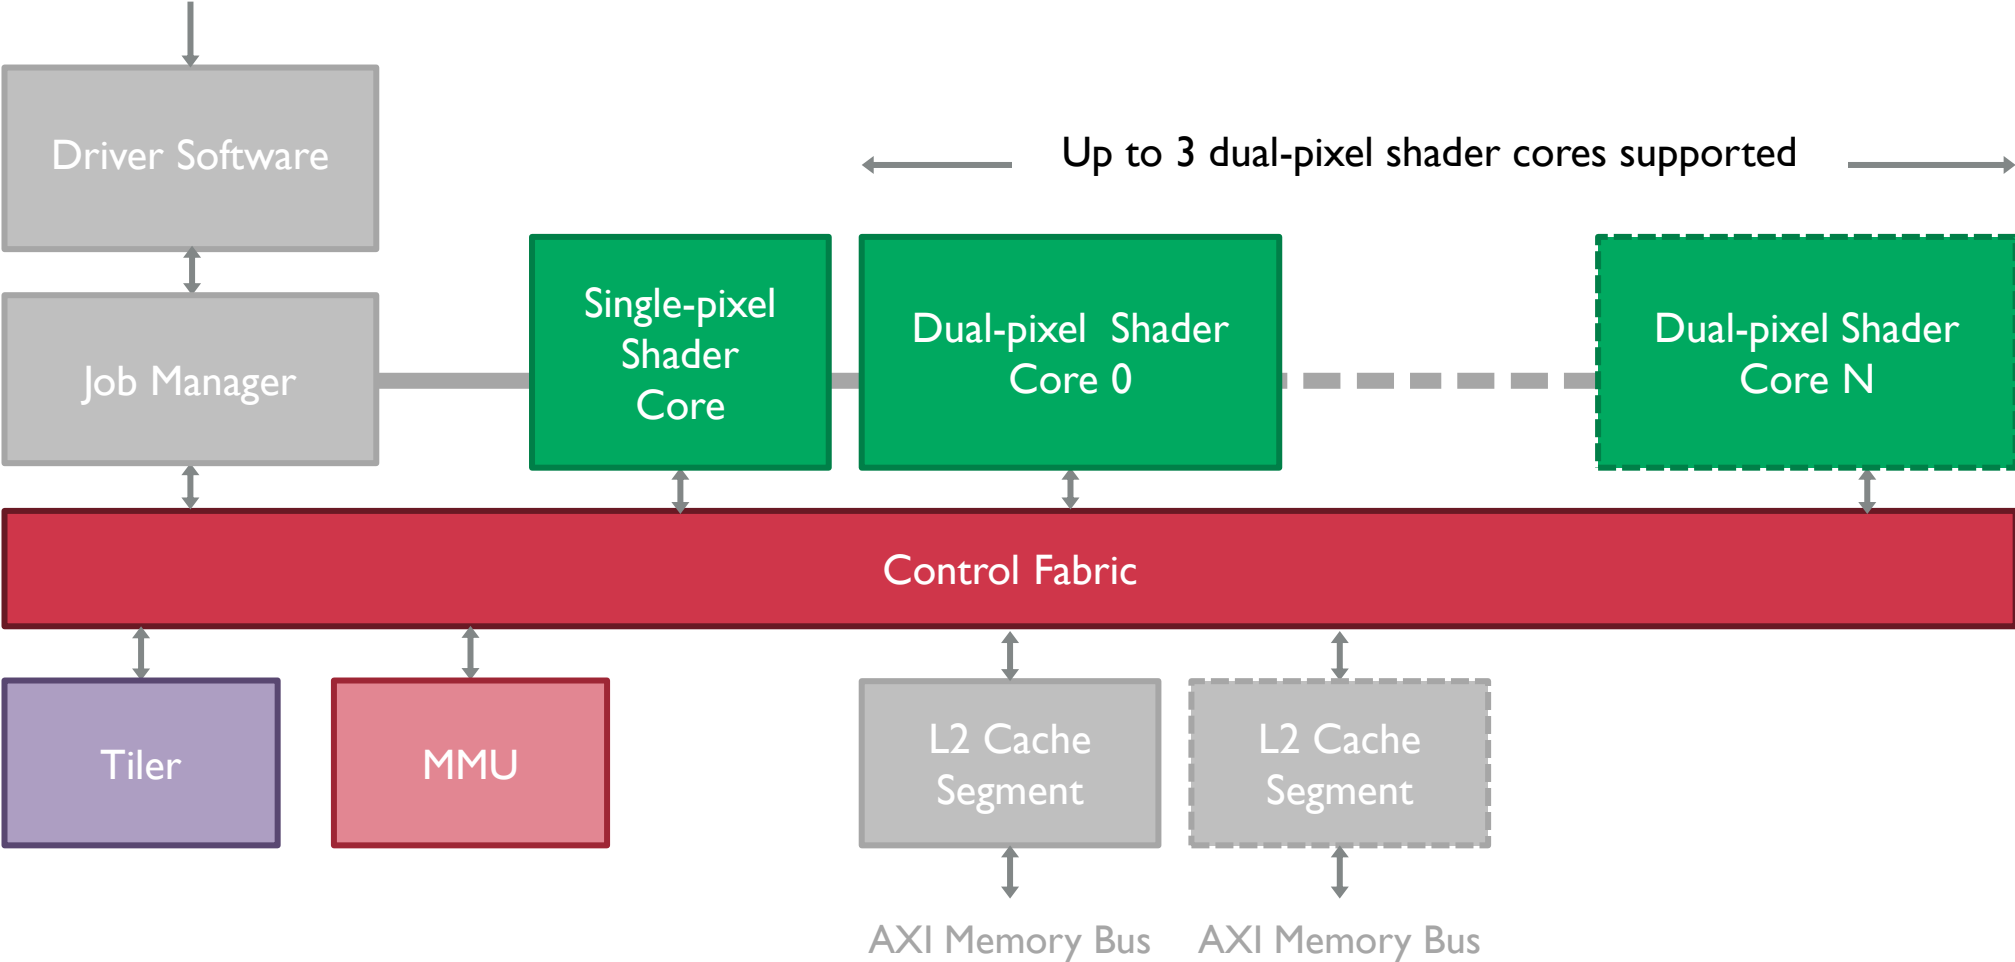 Driver Software
Up to 3 dual-pixel shader cores supported
Single-pixel
Shader
Core
Dual-pixel Shader
Core 0
Dual-pixel Shader
Core N
Job Manager
Control Fabric
Tiler
MMU
L2 Cache
Segment
L2 Cache
Segment
AXI Memory Bus
AXI Memory Bus